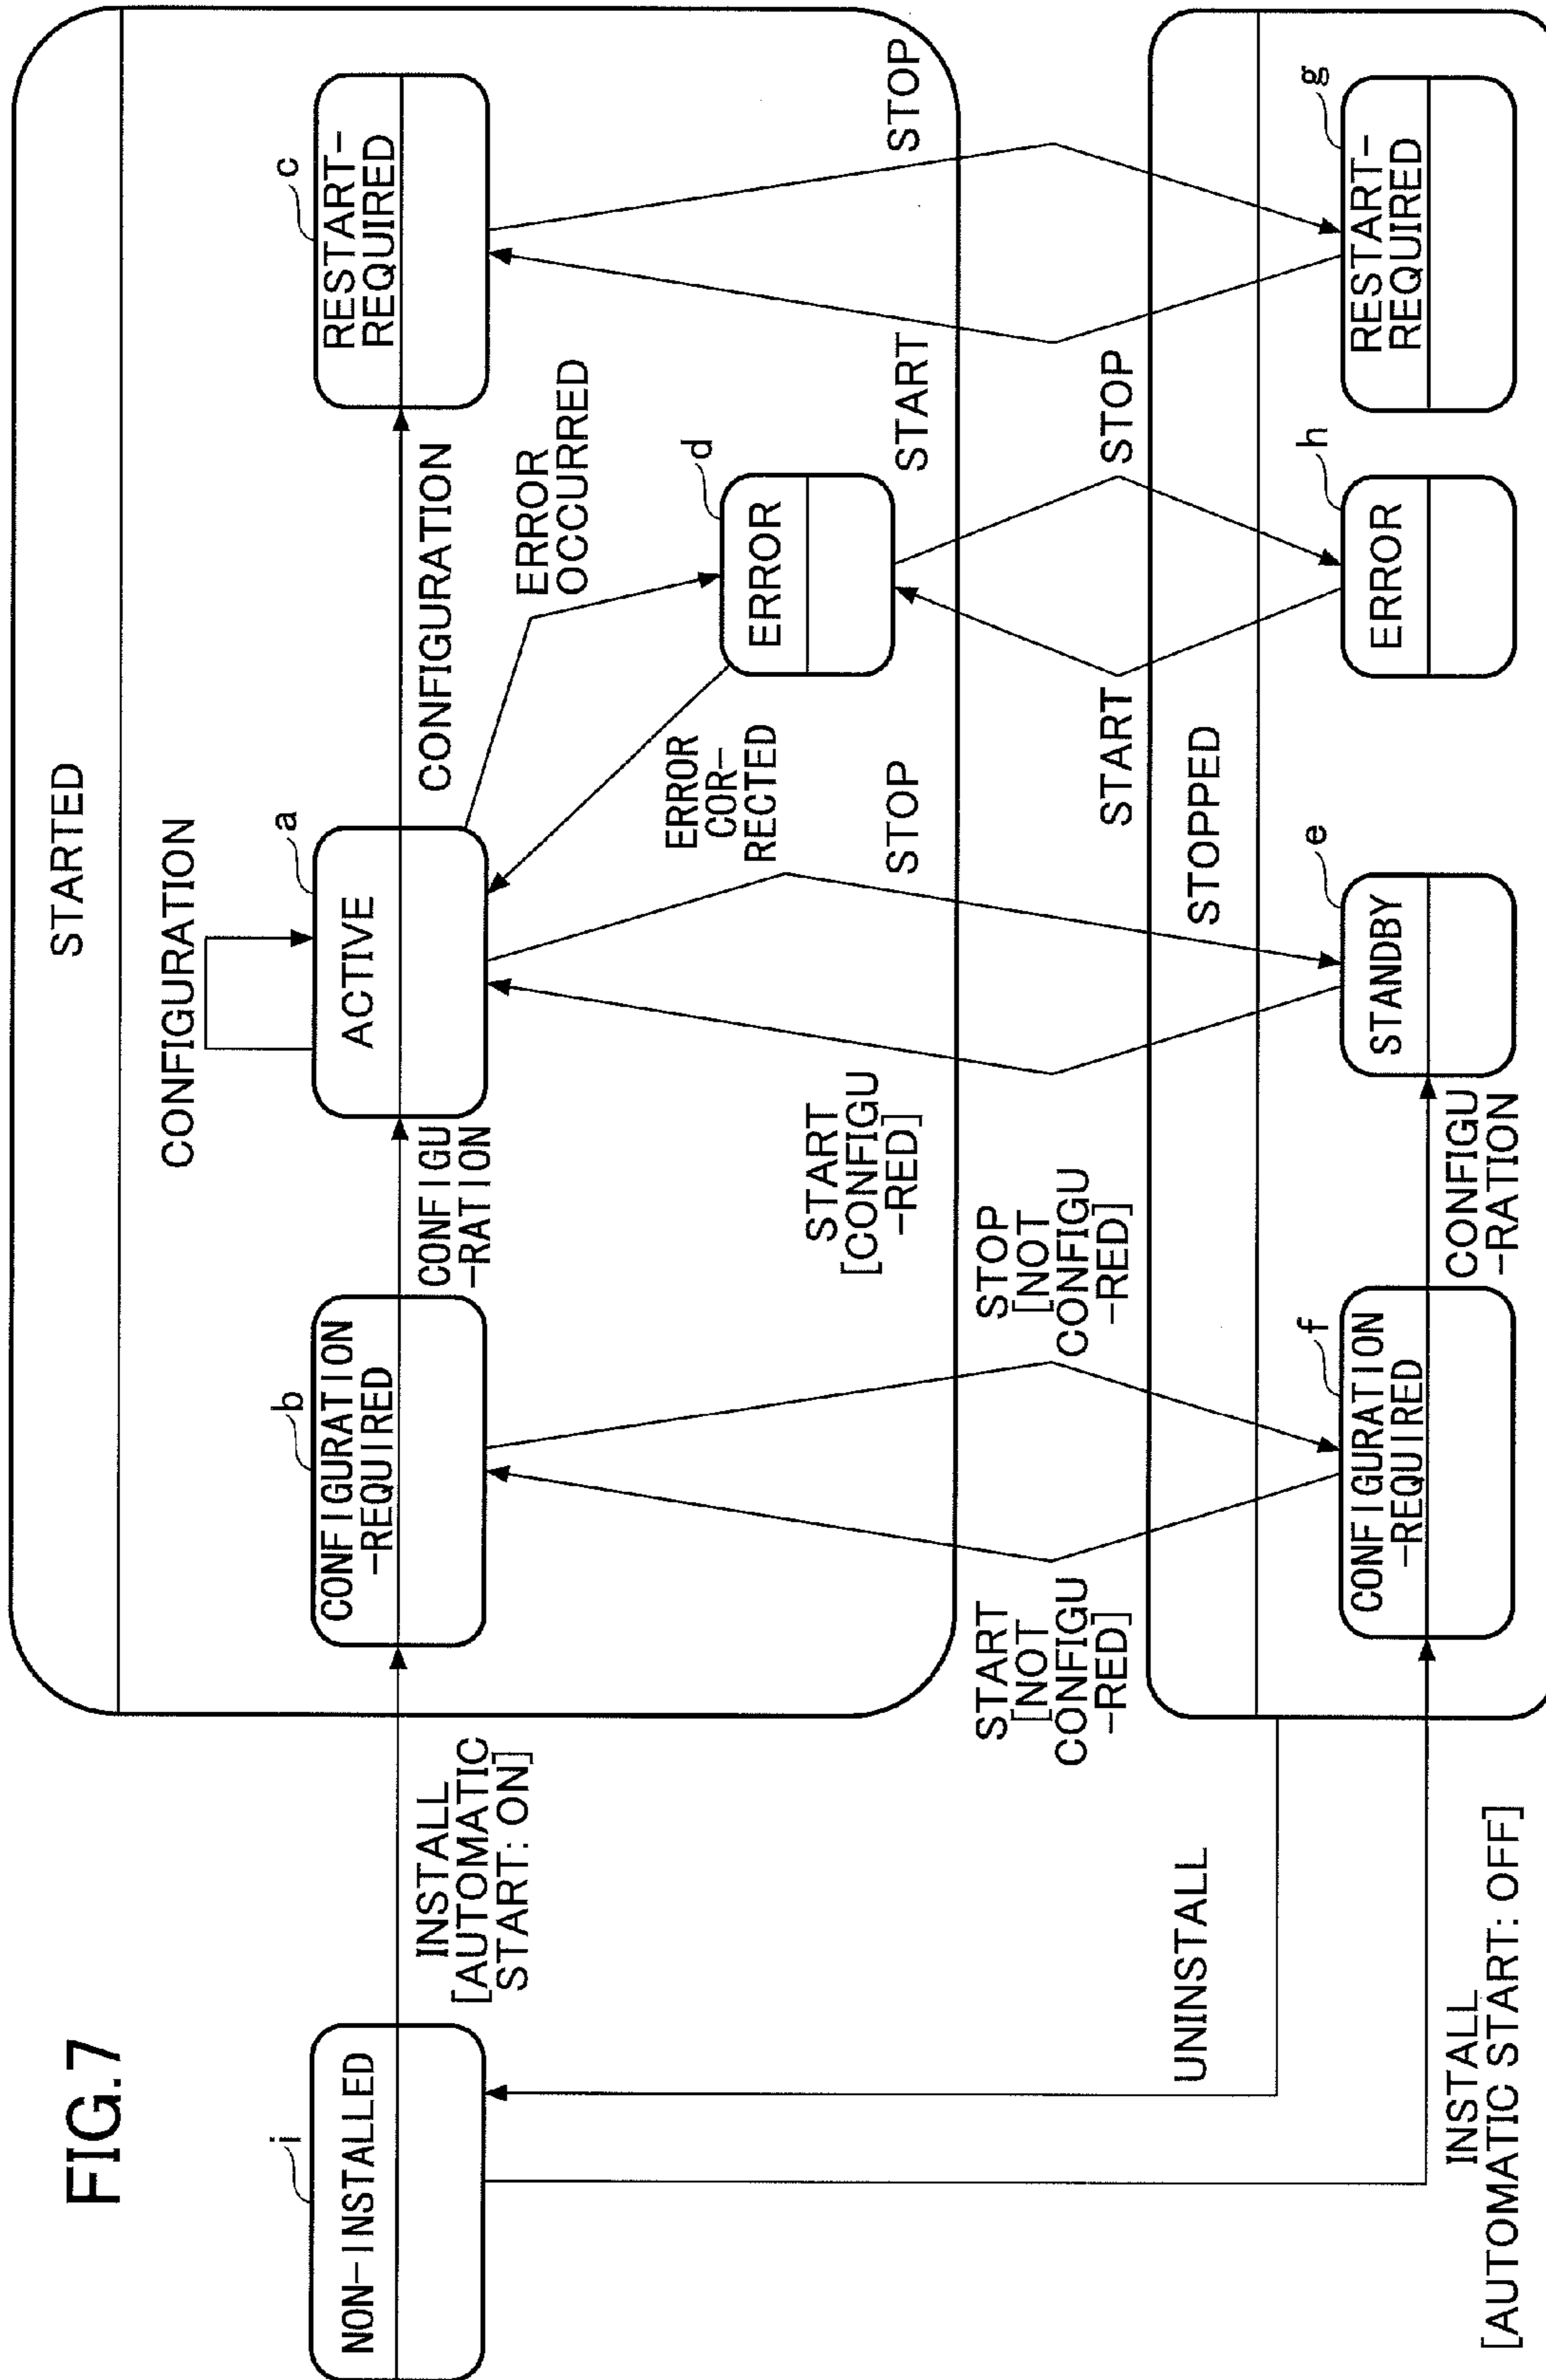 FIG.7
STARTED
CONFIGURATION
i
NON-INSTALLED
INSTALL
[AUTOMATIC
START: ON]
b
CONFIGURATION
-REQUIRED
CONFIGU
-RATION
a
ACTIVE
CONFIGURATION
c
RESTART-
REQUIRED
ERROR
OCCURRED
ERROR
COR-
RECTED
d
ERROR
START
[CONFIGU
-RED]
STOP
START
STOP
START
[NOT
CONFIGU
-RED]
STOP
[NOT
CONFIGU
-RED]
START
STOP
UNINSTALL
STOPPED
f
CONFIGURATION
-REQUIRED
e
STANDBY
h
ERROR
g
RESTART-
REQUIRED
INSTALL
[AUTOMATIC START: OFF]
CONFIGU
-RATION